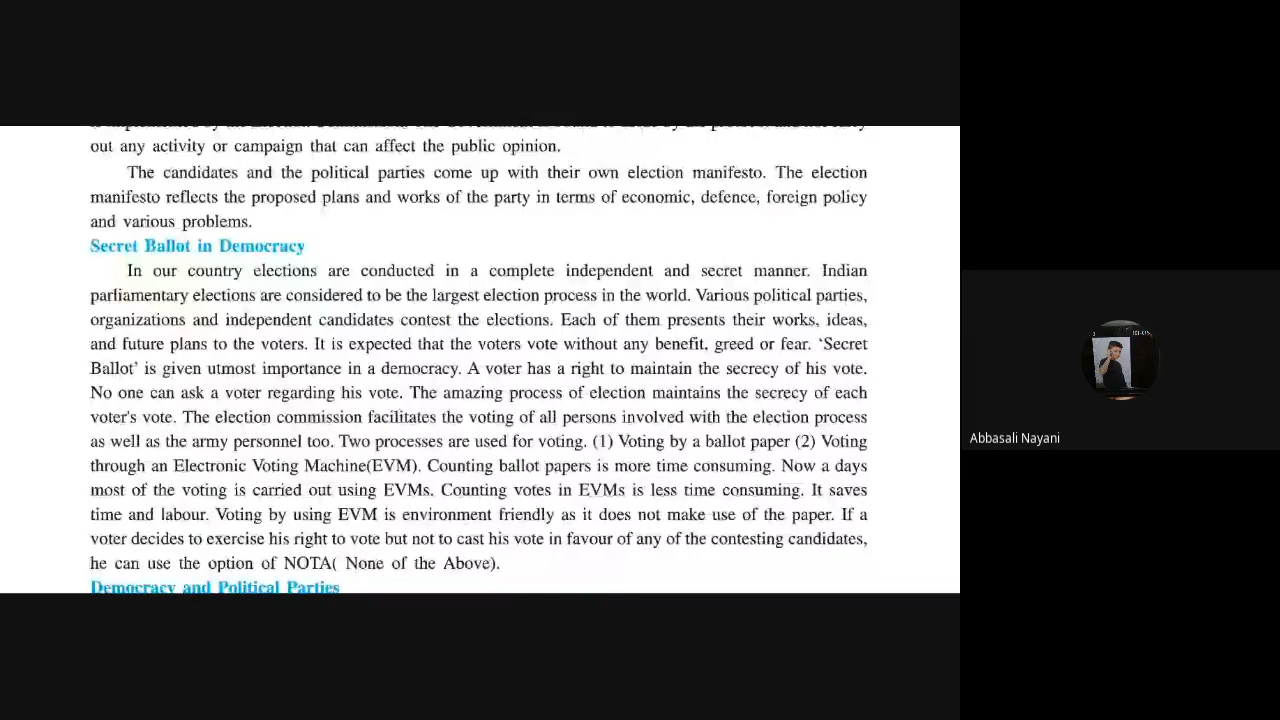 out any activity or campaign that can affect the public opinion.
The candidates and the political parties come up with their own election manifesto. The election
manifesto reflects the proposed plans and works of the party in terms of economic, defence, foreign policy
and various problems.
Secret Ballot in Democracy
In our country elections are conducted in a complete independent and secret manner. Indian
parliamentary elections are considered to be the largest election process in the world. Various political parties,
organizations and independent candidates contest the elections. Each of them presents their works, ideas,
and future plans to the voters. It is expected that the voters vote without any benefit, greed or fear. ‘Secret
Ballot’ is given utmost importance in a democracy. A voter has a right to maintain the secrecy of his vote.
No one can ask a voter regarding his vote. The amazing process of election maintains the secrecy of each
voter's vote. The election commission facilitates the voting of all persons involved with the election process
as well as the army personnel too. Two processes are used for voting. (1) Voting by a ballot paper (2) Voting
through an Electronic Voting Machine(EVM). Counting ballot papers is more time consuming. Now a days
most of the voting is carried out using EVMs. Counting votes in EVMs is less time consuming. It saves
time and labour. Voting by using EVM is environment friendly as it does not make use of the paper. If a
voter decides to exercise his right to vote but not to cast his vote in favour of any of the contesting candidates,
he can use the option of NOTA( None of the Above).
Democracy and Political Parties
Abbasali Nayani